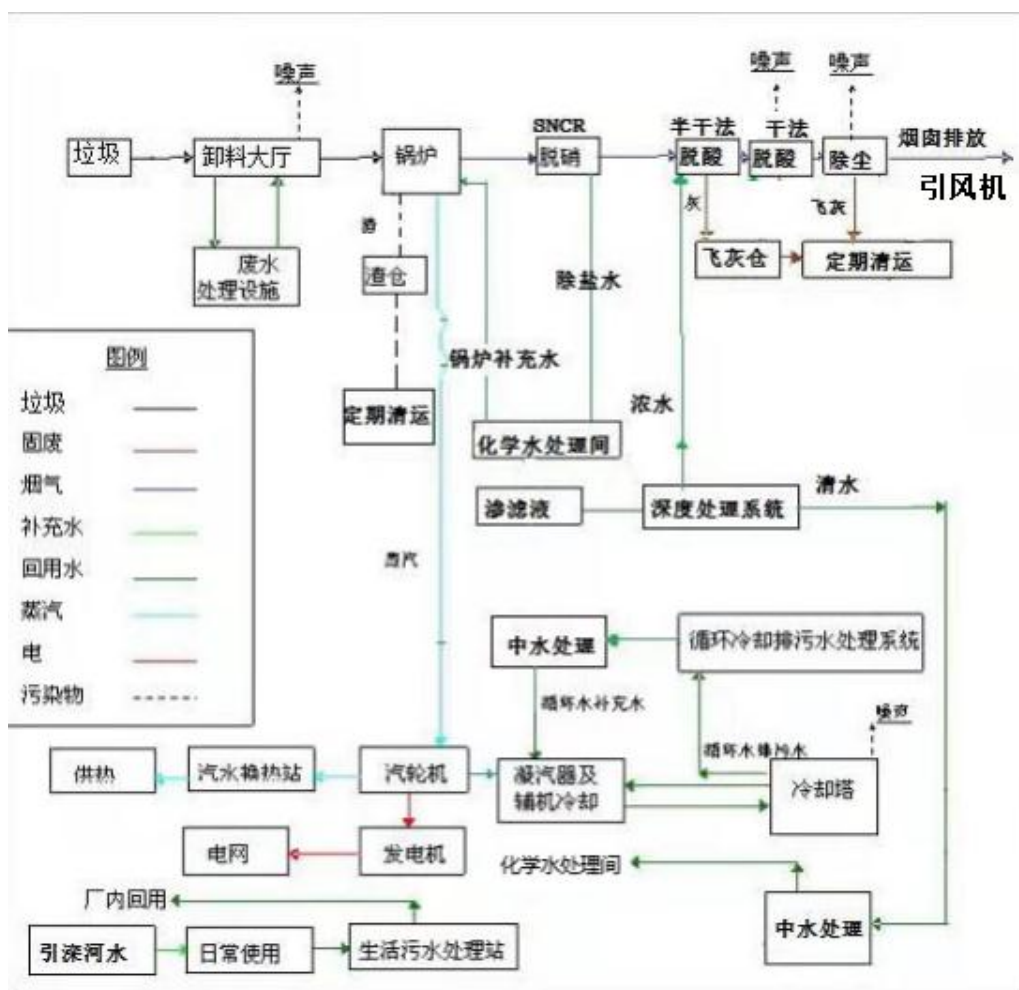 噪声
噪声
噪声
SNCR
半干法
干法
烟囱排放
垃圾
卸料大厅
锅炉
脱硝
脱酸
脱酸
除尘
引风机
灰
飞灰
渣
废水
处理设施
渣仓
除盐水
飞灰仓
定期清运
图例
锅炉补充水
垃圾
定期清运
浓水
固废
化学水处理间
烟气
清水
渗滤液
深度处理系统
补充水
回用水
蒸汽
蒸汽
电
中水处理
循环冷却排污水处理系统
污染物
循环水补充水
噪声
循环水排污水
供热
汽水换热站
汽轮机
凝汽器及
辅机冷却
冷却塔
电网
发电机
化学水处理间
厂内回用
中水处理
引滦河水
日常使用
生活污水处理站